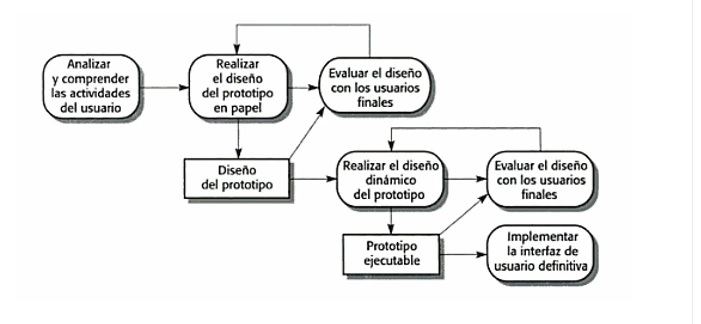 Analizar
y comprender
las actividades
del usuario
Realizar
el diseño
del prototipo
en papel
Evaluar el diseño
con los usuarios
finales
Diseño
del prototipo
Realizar el diseño
dinámico
del prototipo
Evaluar el diseño
con los usuarios
finales
Prototipo
ejecutable
Implementar
la interfaz de
usuario definitiva